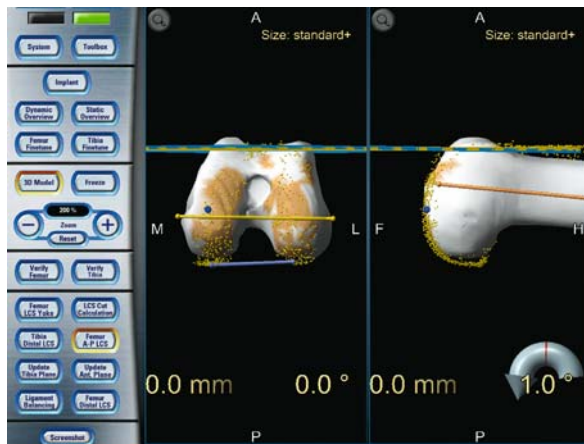 System
Toolbox
Implant
Dynamic
Overview
Static
Overview
Femur
Finetune
Tibia
Finetune
3D Model
Freeze
200 %
Zoom
Reset
Verify
Femur
Verify
Tibia
Femur
LCS Yoke
LCS Cut
Calculation
Tibia
Distal LCS
Femur
A-P LCS
Update
Tibia Plane
Update
Ant. Plane
Ligament
Balancing
Femur
Distal LCS
Screenshot
A
Size: standard+
M
L
0.0 mm
0.0 °
P
A
Size: standard+
F
H
0.0 mm
1.0 °
P